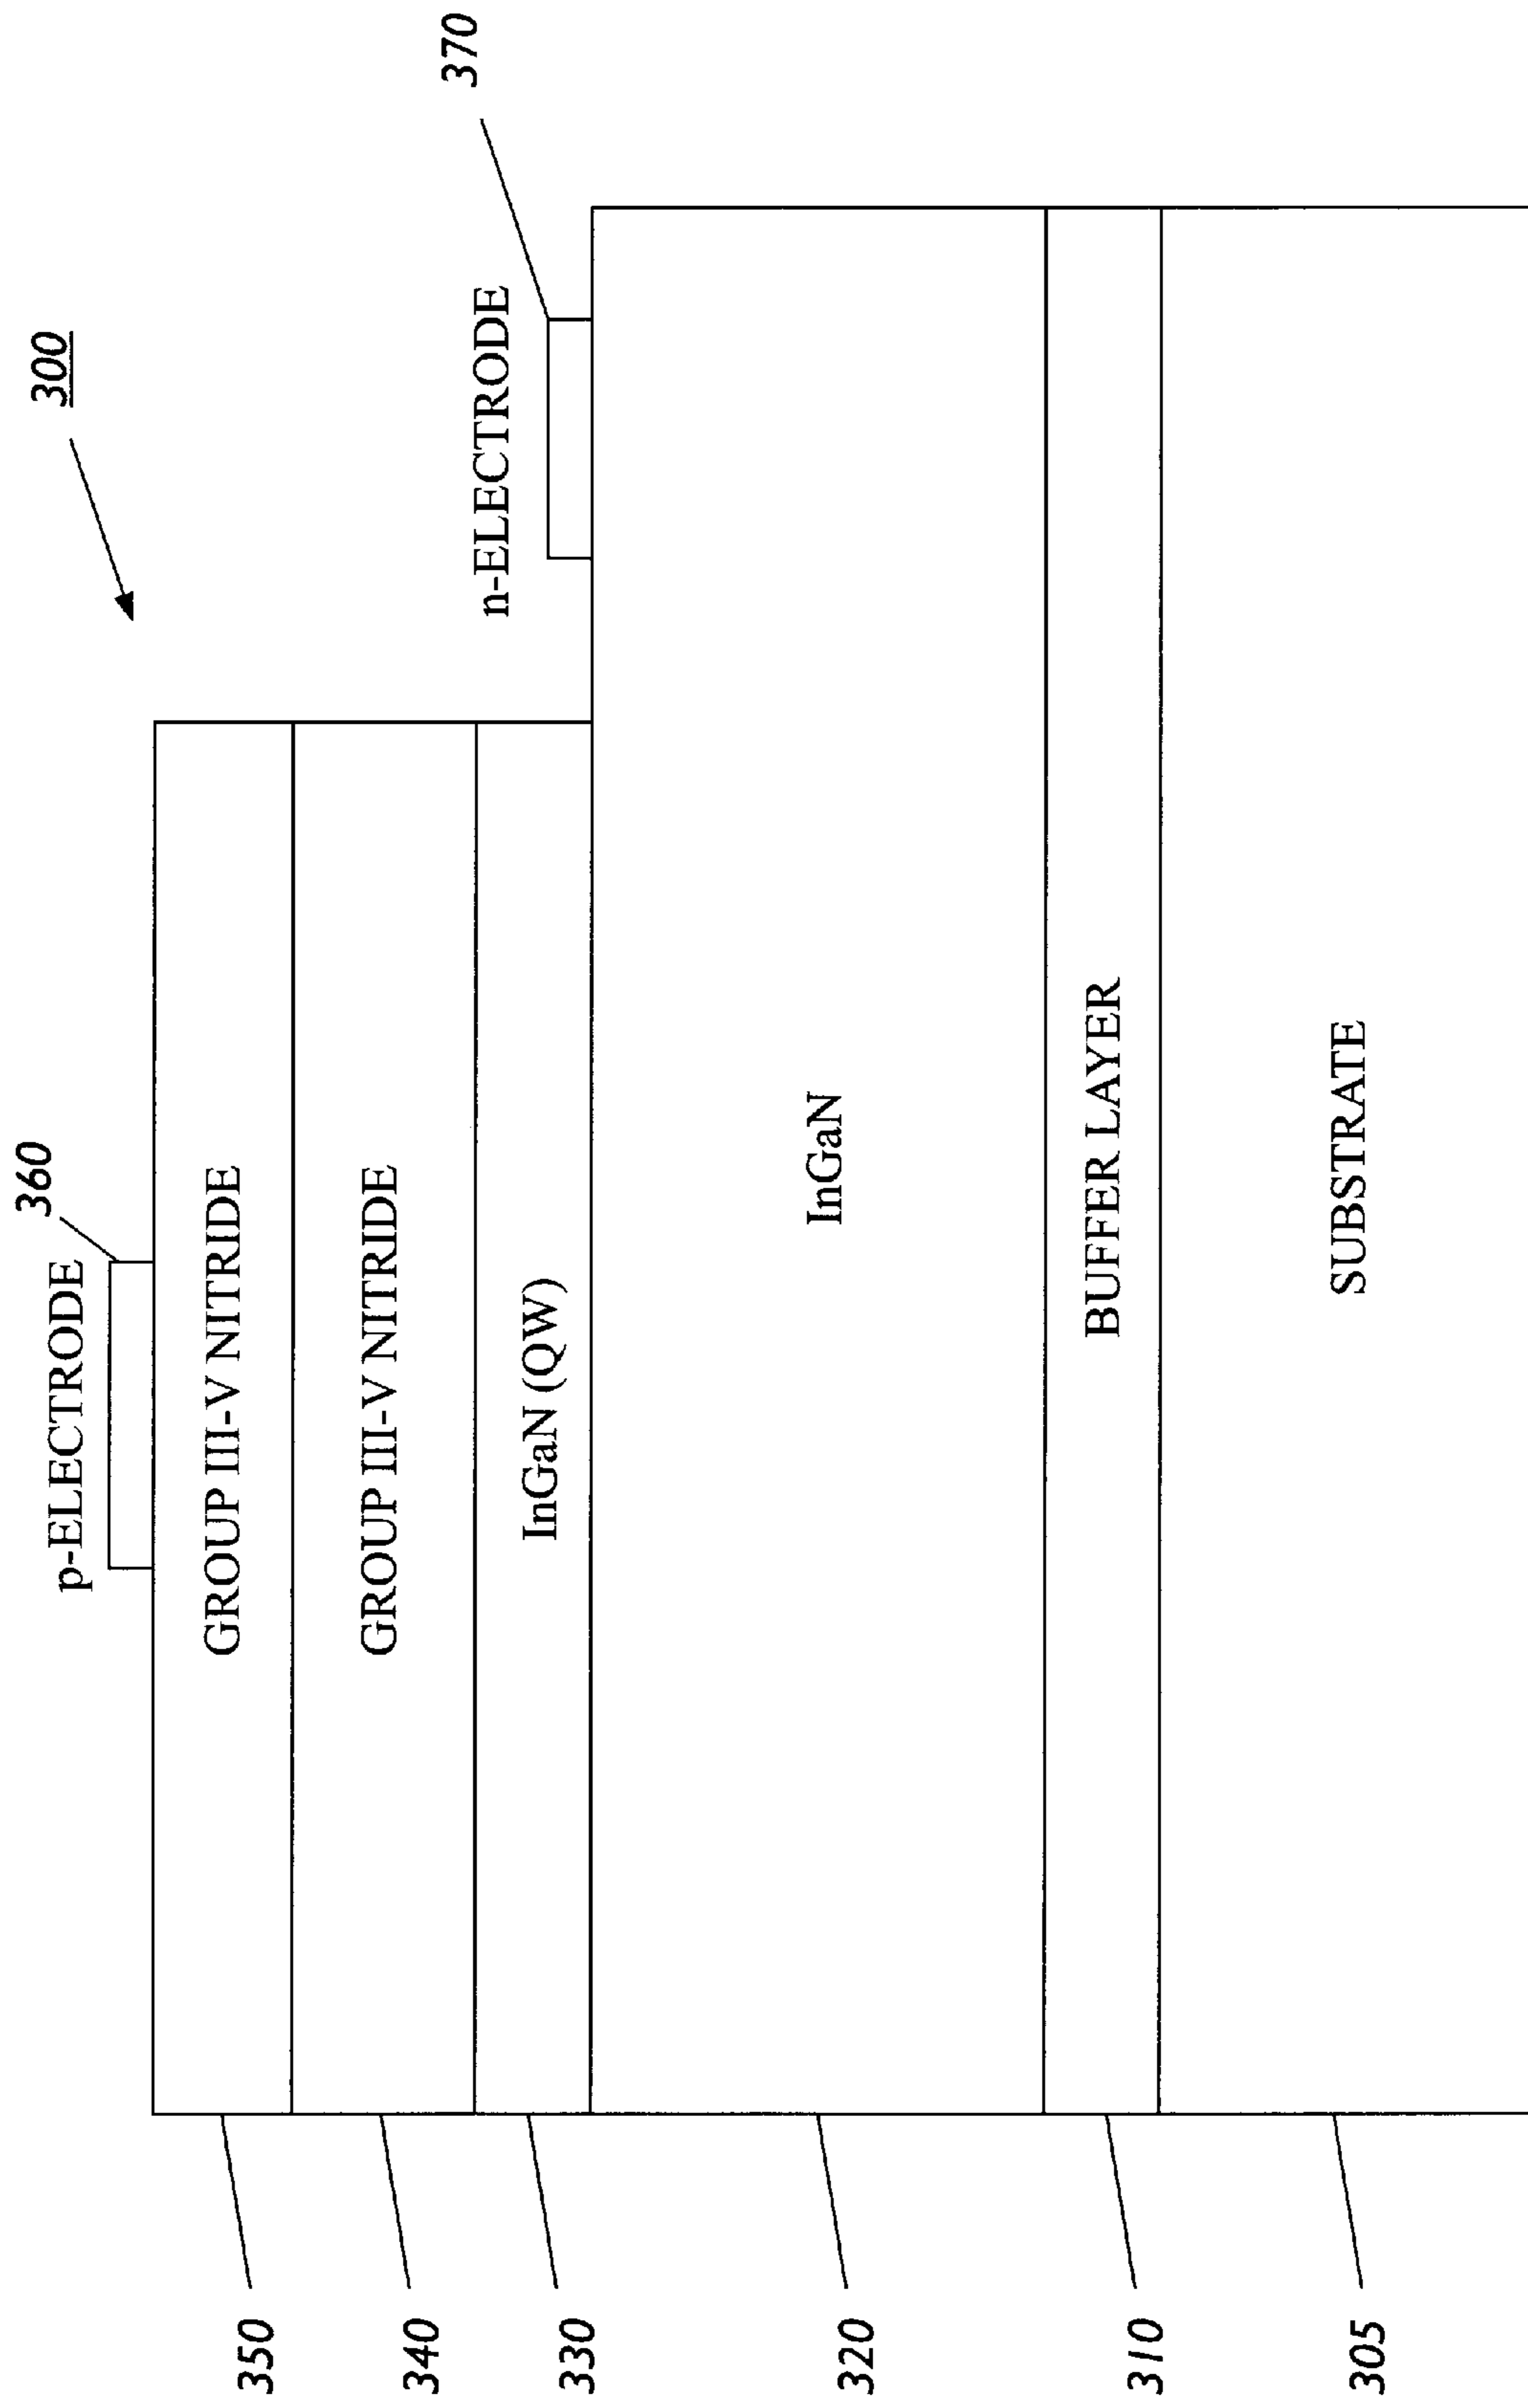 300
360
p-ELECTRODE
350
GROUP III-V NITRIDE
340
GROUP III-V NITRIDE
370
n-ELECTRODE
330
InGaN (QW)
320
InGaN
310
BUFFER LAYER
305
SUBSTRATE